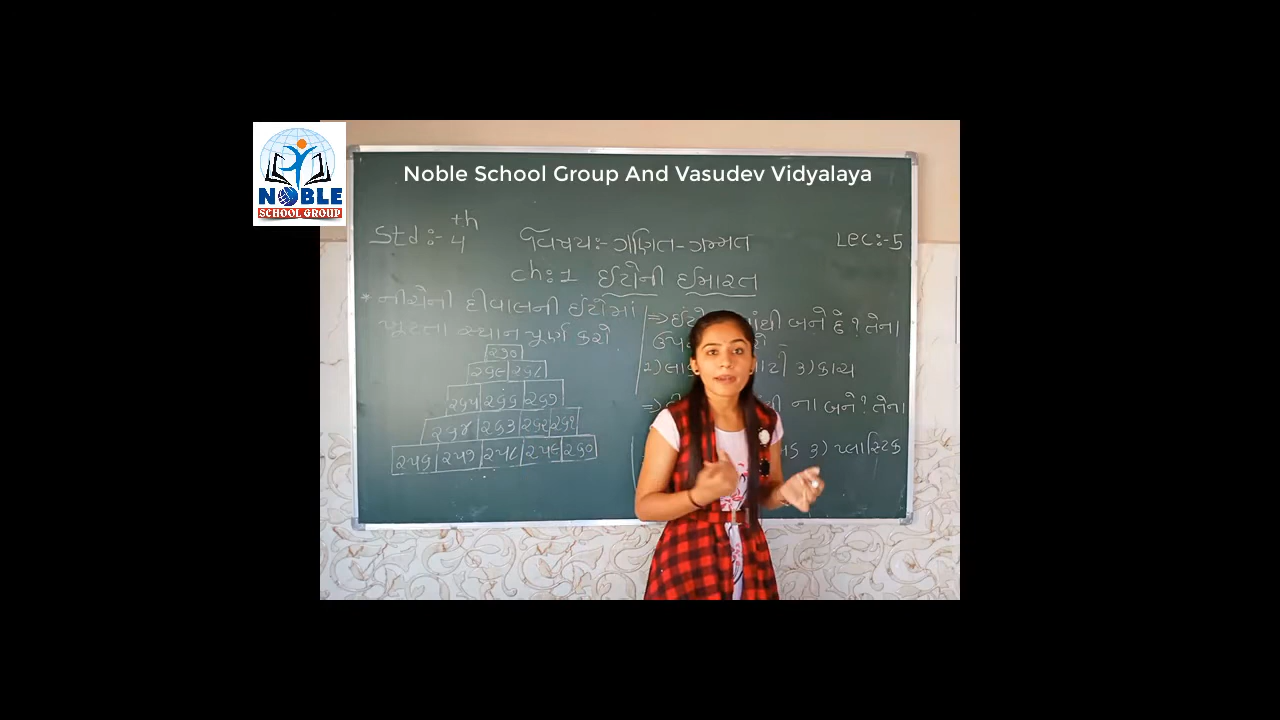 NOBLE
SCHOOL GROUP
Noble School Group And Vasudev Vidyalaya
Std:- 4th
વિષયઃ- ગણિત-ગમ્મત
Lec:-5
ch:1 ઈંટોની ઈમારત
* નીચેની દીવાલની ઈંટોમાં
ખૂટતા સ્થાન પૂર્ણ કરો.
૨૭૦
૨૬૯ ૨૬૮
૨૬૫ ૨૬૬ ૨૬૭
૨૬૪ ૨૬૩ ૨૬૨ ૨૬૧
૨૫૬ ૨૫૭ ૨૫૮ ૨૫૯ ૨૬૦
⇒ બને છે? તેના
૩) કાચ
⇒ ના બને? તેના
૩) પ્લાસ્ટિક